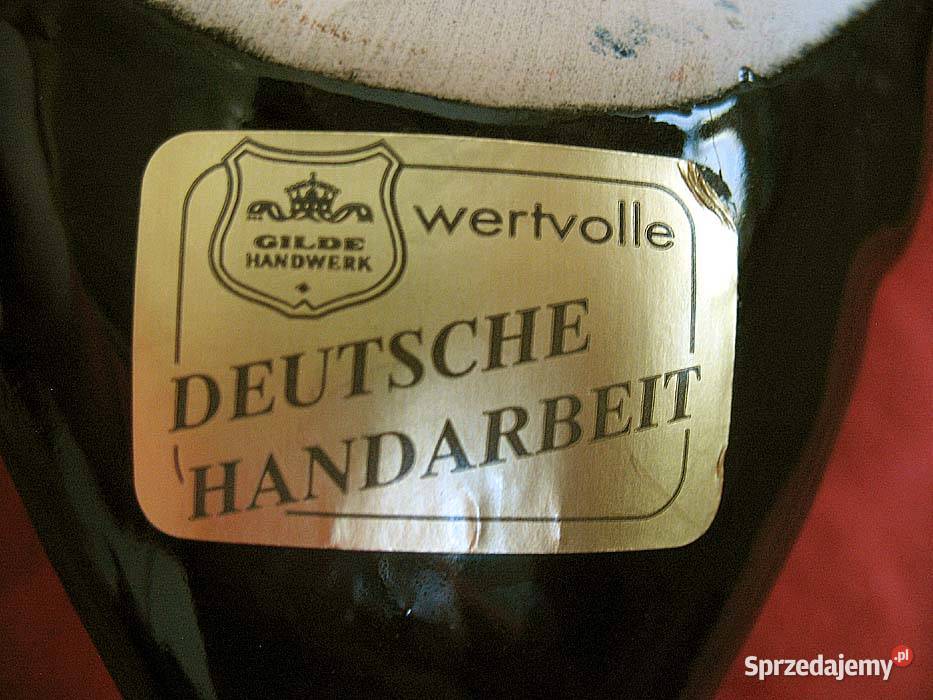 GILDE
HANDWERK
wertvolle
DEUTSCHE
HANDARBEIT
Sprzedajemy.pl